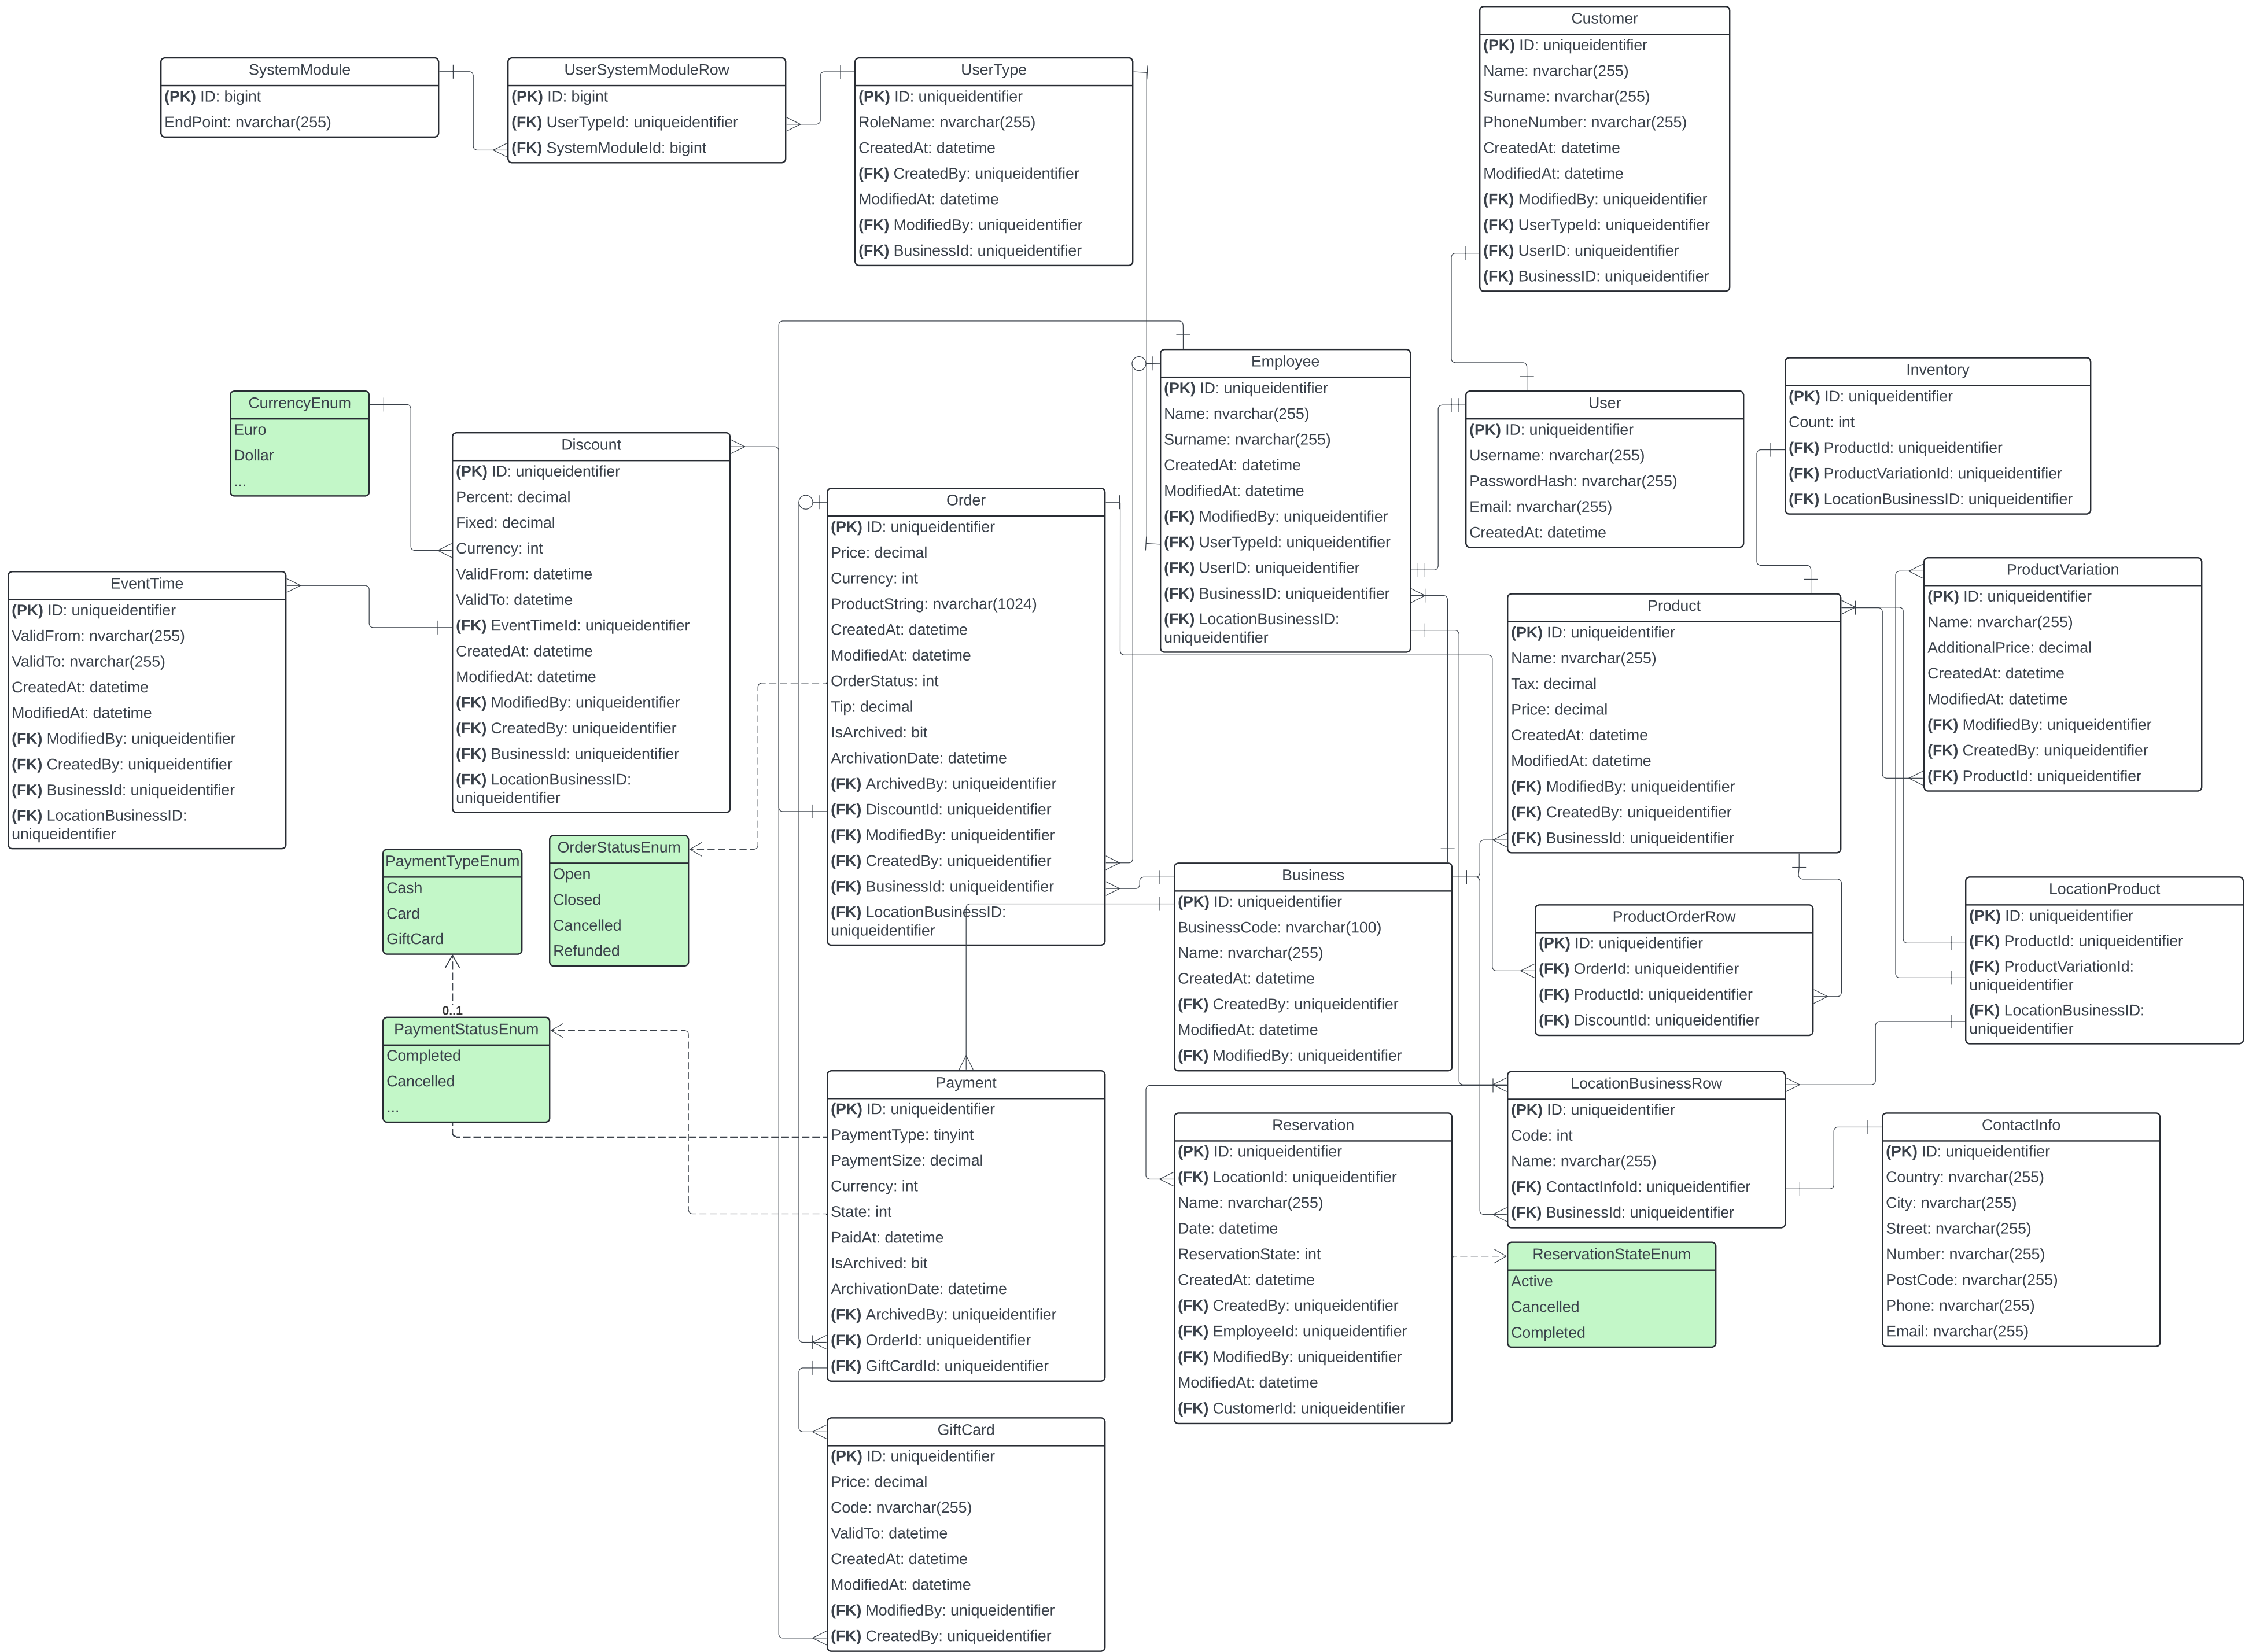 SystemModule
(PK) ID: bigint
EndPoint: nvarchar(255)
UserSystemModuleRow
(PK) ID: bigint
(FK) UserTypeId: uniqueidentifier
(FK) SystemModuleId: bigint
UserType
(PK) ID: uniqueidentifier
RoleName: nvarchar(255)
CreatedAt: datetime
(FK) CreatedBy: uniqueidentifier
ModifiedAt: datetime
(FK) ModifiedBy: uniqueidentifier
(FK) BusinessId: uniqueidentifier
Customer
(PK) ID: uniqueidentifier
Name: nvarchar(255)
Surname: nvarchar(255)
PhoneNumber: nvarchar(255)
CreatedAt: datetime
ModifiedAt: datetime
(FK) ModifiedBy: uniqueidentifier
(FK) UserTypeId: uniqueidentifier
(FK) UserID: uniqueidentifier
(FK) BusinessID: uniqueidentifier
CurrencyEnum
Euro
Dollar
...
Discount
(PK) ID: uniqueidentifier
Percent: decimal
Fixed: decimal
Currency: int
ValidFrom: datetime
ValidTo: datetime
(FK) EventTimeId: uniqueidentifier
CreatedAt: datetime
ModifiedAt: datetime
(FK) ModifiedBy: uniqueidentifier
(FK) CreatedBy: uniqueidentifier
(FK) BusinessId: uniqueidentifier
(FK) LocationBusinessID:
uniqueidentifier
Employee
(PK) ID: uniqueidentifier
Name: nvarchar(255)
Surname: nvarchar(255)
CreatedAt: datetime
ModifiedAt: datetime
(FK) ModifiedBy: uniqueidentifier
(FK) UserTypeId: uniqueidentifier
(FK) UserID: uniqueidentifier
(FK) BusinessID: uniqueidentifier
(FK) LocationBusinessID:
uniqueidentifier
User
(PK) ID: uniqueidentifier
Username: nvarchar(255)
PasswordHash: nvarchar(255)
Email: nvarchar(255)
CreatedAt: datetime
Inventory
(PK) ID: uniqueidentifier
Count: int
(FK) ProductId: uniqueidentifier
(FK) ProductVariationId: uniqueidentifier
(FK) LocationBusinessID: uniqueidentifier
EventTime
(PK) ID: uniqueidentifier
ValidFrom: nvarchar(255)
ValidTo: nvarchar(255)
CreatedAt: datetime
ModifiedAt: datetime
(FK) ModifiedBy: uniqueidentifier
(FK) CreatedBy: uniqueidentifier
(FK) BusinessId: uniqueidentifier
(FK) LocationBusinessID:
uniqueidentifier
Order
(PK) ID: uniqueidentifier
Price: decimal
Currency: int
ProductString: nvarchar(1024)
CreatedAt: datetime
ModifiedAt: datetime
OrderStatus: int
Tip: decimal
IsArchived: bit
ArchivationDate: datetime
(FK) ArchivedBy: uniqueidentifier
(FK) DiscountId: uniqueidentifier
(FK) ModifiedBy: uniqueidentifier
(FK) CreatedBy: uniqueidentifier
(FK) BusinessId: uniqueidentifier
(FK) LocationBusinessID:
uniqueidentifier
Product
(PK) ID: uniqueidentifier
Name: nvarchar(255)
Tax: decimal
Price: decimal
CreatedAt: datetime
ModifiedAt: datetime
(FK) ModifiedBy: uniqueidentifier
(FK) CreatedBy: uniqueidentifier
(FK) BusinessId: uniqueidentifier
ProductVariation
(PK) ID: uniqueidentifier
Name: nvarchar(255)
AdditionalPrice: decimal
CreatedAt: datetime
ModifiedAt: datetime
(FK) ModifiedBy: uniqueidentifier
(FK) CreatedBy: uniqueidentifier
(FK) ProductId: uniqueidentifier
PaymentTypeEnum
Cash
Card
GiftCard
OrderStatusEnum
Open
Closed
Cancelled
Refunded
0..1
PaymentStatusEnum
Completed
Cancelled
...
Business
(PK) ID: uniqueidentifier
BusinessCode: nvarchar(100)
Name: nvarchar(255)
CreatedAt: datetime
(FK) CreatedBy: uniqueidentifier
ModifiedAt: datetime
(FK) ModifiedBy: uniqueidentifier
ProductOrderRow
(PK) ID: uniqueidentifier
(FK) OrderId: uniqueidentifier
(FK) ProductId: uniqueidentifier
(FK) DiscountId: uniqueidentifier
LocationProduct
(PK) ID: uniqueidentifier
(FK) ProductId: uniqueidentifier
(FK) ProductVariationId:
uniqueidentifier
(FK) LocationBusinessID:
uniqueidentifier
Payment
(PK) ID: uniqueidentifier
PaymentType: tinyint
PaymentSize: decimal
Currency: int
State: int
PaidAt: datetime
IsArchived: bit
ArchivationDate: datetime
(FK) ArchivedBy: uniqueidentifier
(FK) OrderId: uniqueidentifier
(FK) GiftCardId: uniqueidentifier
Reservation
(PK) ID: uniqueidentifier
(FK) LocationId: uniqueidentifier
Name: nvarchar(255)
Date: datetime
ReservationState: int
CreatedAt: datetime
(FK) CreatedBy: uniqueidentifier
(FK) EmployeeId: uniqueidentifier
(FK) ModifiedBy: uniqueidentifier
ModifiedAt: datetime
(FK) CustomerId: uniqueidentifier
LocationBusinessRow
(PK) ID: uniqueidentifier
Code: int
Name: nvarchar(255)
(FK) ContactInfoId: uniqueidentifier
(FK) BusinessId: uniqueidentifier
ReservationStateEnum
Active
Cancelled
Completed
ContactInfo
(PK) ID: uniqueidentifier
Country: nvarchar(255)
City: nvarchar(255)
Street: nvarchar(255)
Number: nvarchar(255)
PostCode: nvarchar(255)
Phone: nvarchar(255)
Email: nvarchar(255)
GiftCard
(PK) ID: uniqueidentifier
Price: decimal
Code: nvarchar(255)
ValidTo: datetime
CreatedAt: datetime
ModifiedAt: datetime
(FK) ModifiedBy: uniqueidentifier
(FK) CreatedBy: uniqueidentifier